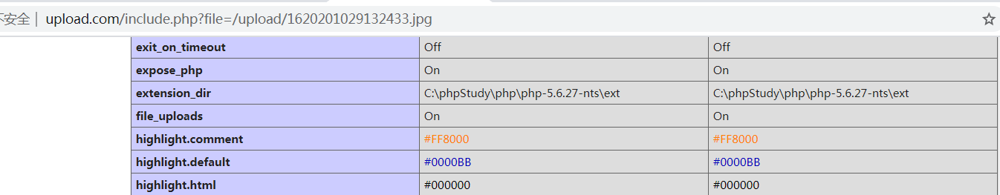 不安全 | upload.com/include.php?file=/upload/1620201029132433.jpg
exit_on_timeout Off Off
expose_php On On
extension_dir C:\phpStudy\php\php-5.6.27-nts\ext C:\phpStudy\php\php-5.6.27-nts\ext
file_uploads On On
highlight.comment #FF8000 #FF8000
highlight.default #0000BB #0000BB
highlight.html #000000 #000000